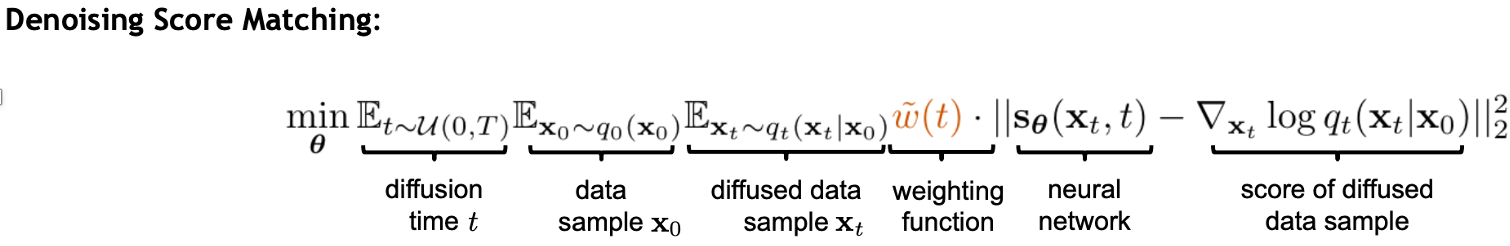 Denoising Score Matching:
min_θ 𝔼_{t∼𝒰(0,T)} 𝔼_{𝐱₀∼q₀(𝐱₀)} 𝔼_{𝐱ₜ∼qₜ(𝐱ₜ|𝐱₀)} w̃(t) · ||𝐬_θ(𝐱ₜ, t) − ∇_{𝐱ₜ} log qₜ(𝐱ₜ|𝐱₀)||₂²
diffusion time t
data sample 𝐱₀
diffused data sample 𝐱ₜ
weighting function
neural network
score of diffused data sample